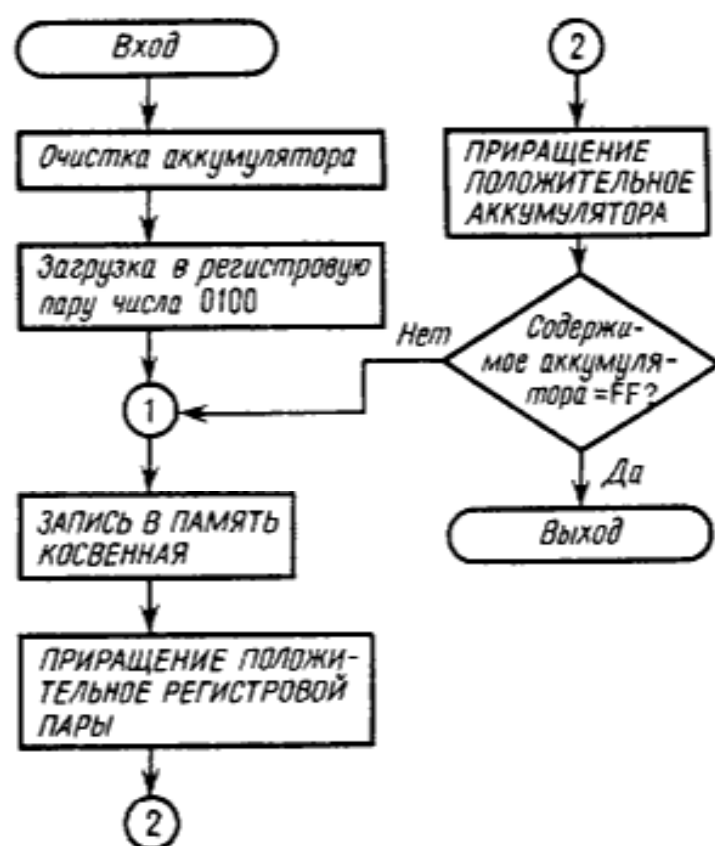 Вход
Очистка аккумулятора
Загрузка в регистровую
пару числа 0100
1
ЗАПИСЬ В ПАМЯТЬ
КОСВЕННАЯ
ПРИРАЩЕНИЕ ПОЛОЖИ-
ТЕЛЬНОЕ РЕГИСТРОВОЙ
ПАРЫ
2
2
ПРИРАЩЕНИЕ
ПОЛОЖИТЕЛЬНОЕ
АККУМУЛЯТОРА
Содержи-
мое аккумуля-
тора =FF?
Нет
Да
Выход